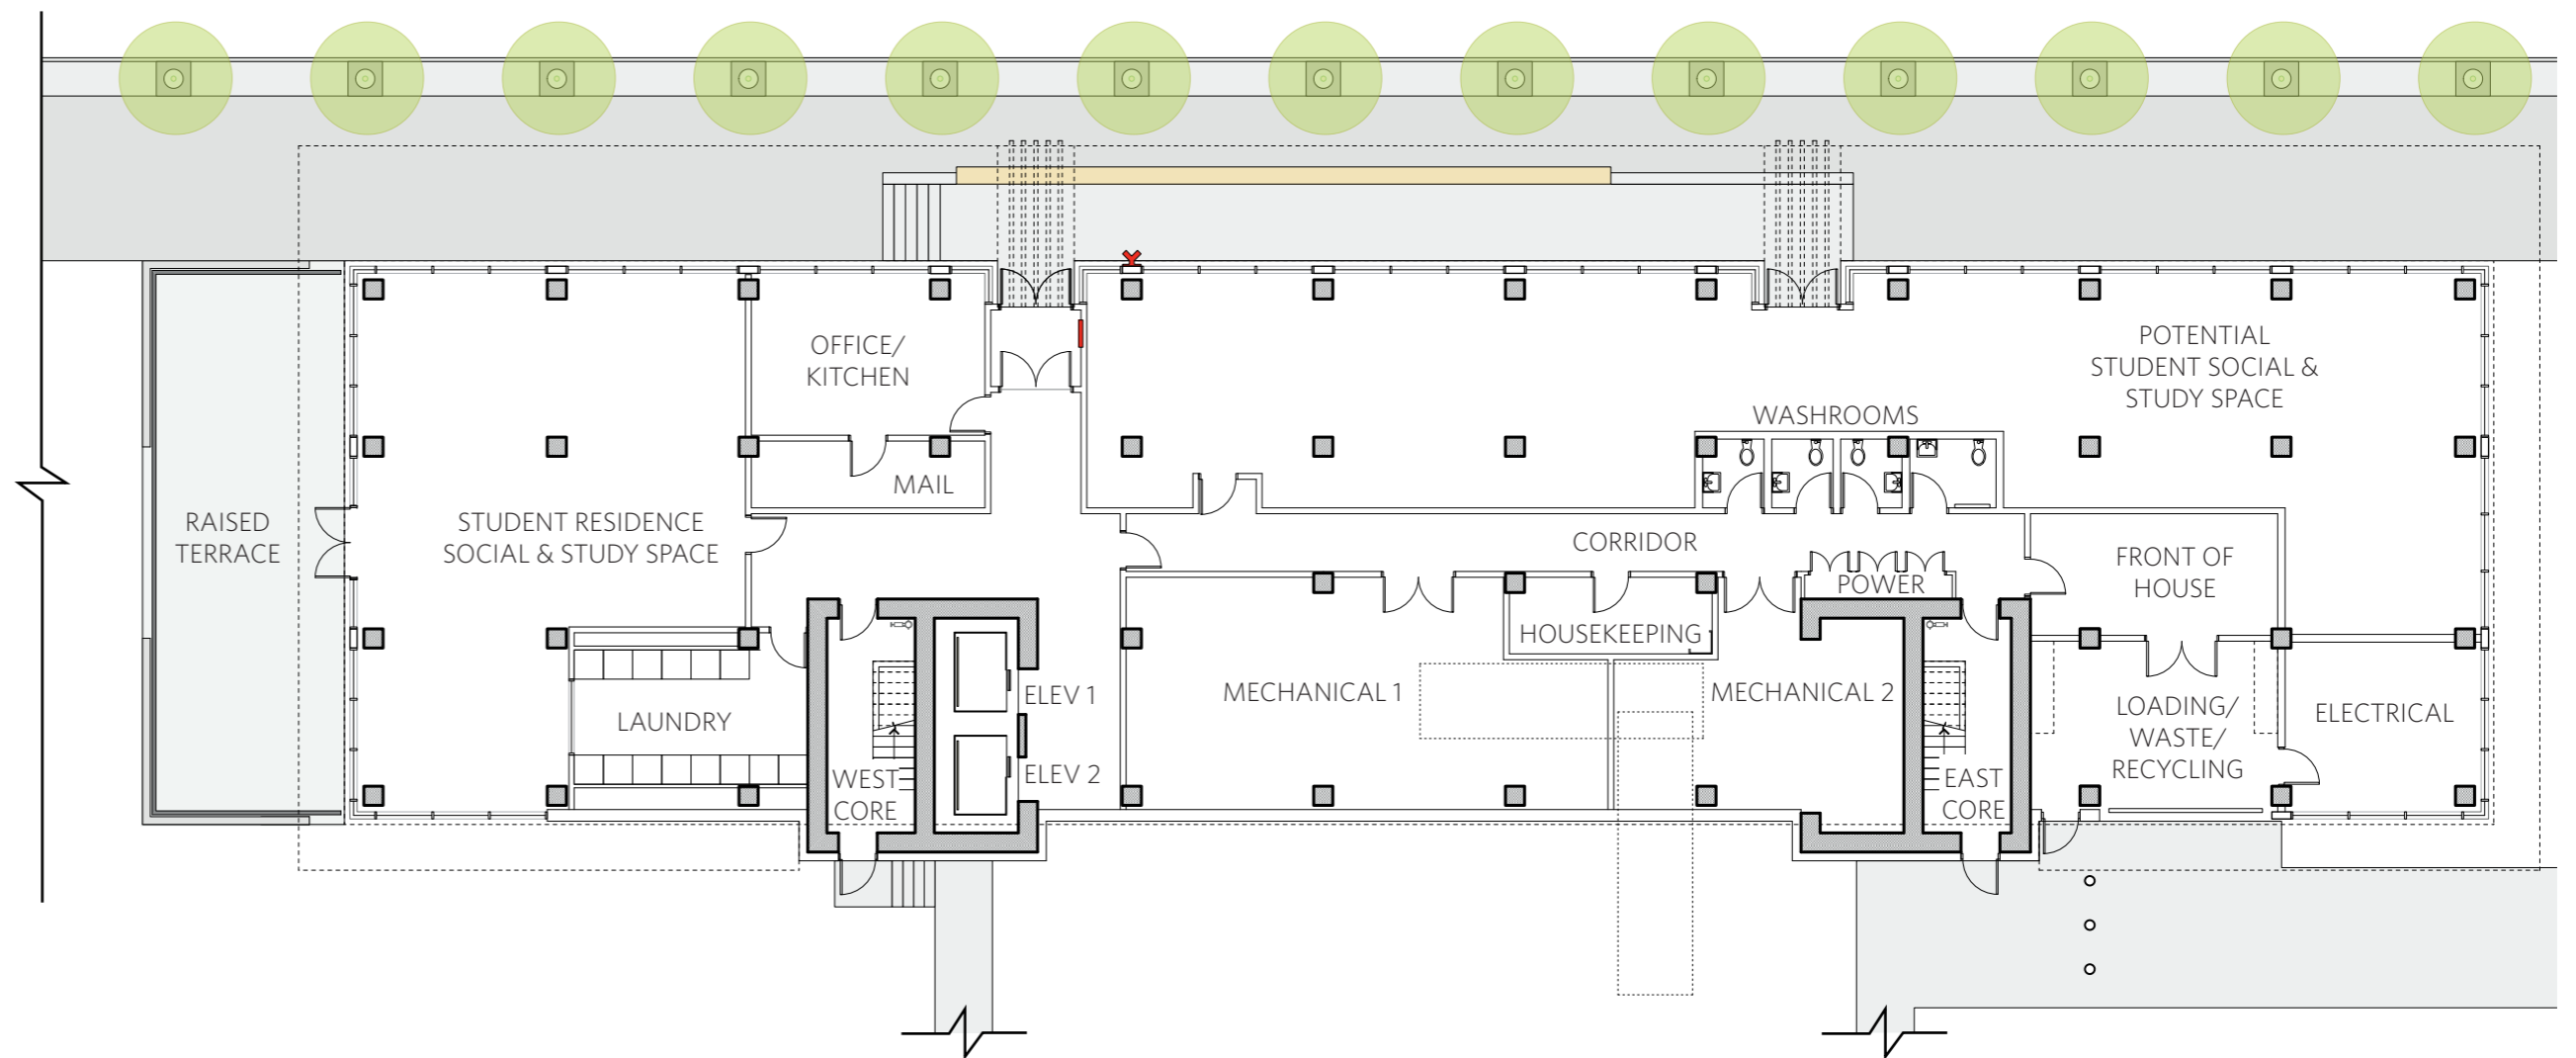 OFFICE/
KITCHEN
POTENTIAL
STUDENT SOCIAL &
STUDY SPACE
WASHROOMS
MAIL
RAISED
TERRACE
STUDENT RESIDENCE
SOCIAL & STUDY SPACE
CORRIDOR
FRONT OF
HOUSE
POWER
HOUSEKEEPING
LAUNDRY
ELEV 1
MECHANICAL 1
MECHANICAL 2
LOADING/
WASTE/
RECYCLING
ELECTRICAL
WEST
CORE
ELEV 2
EAST
CORE